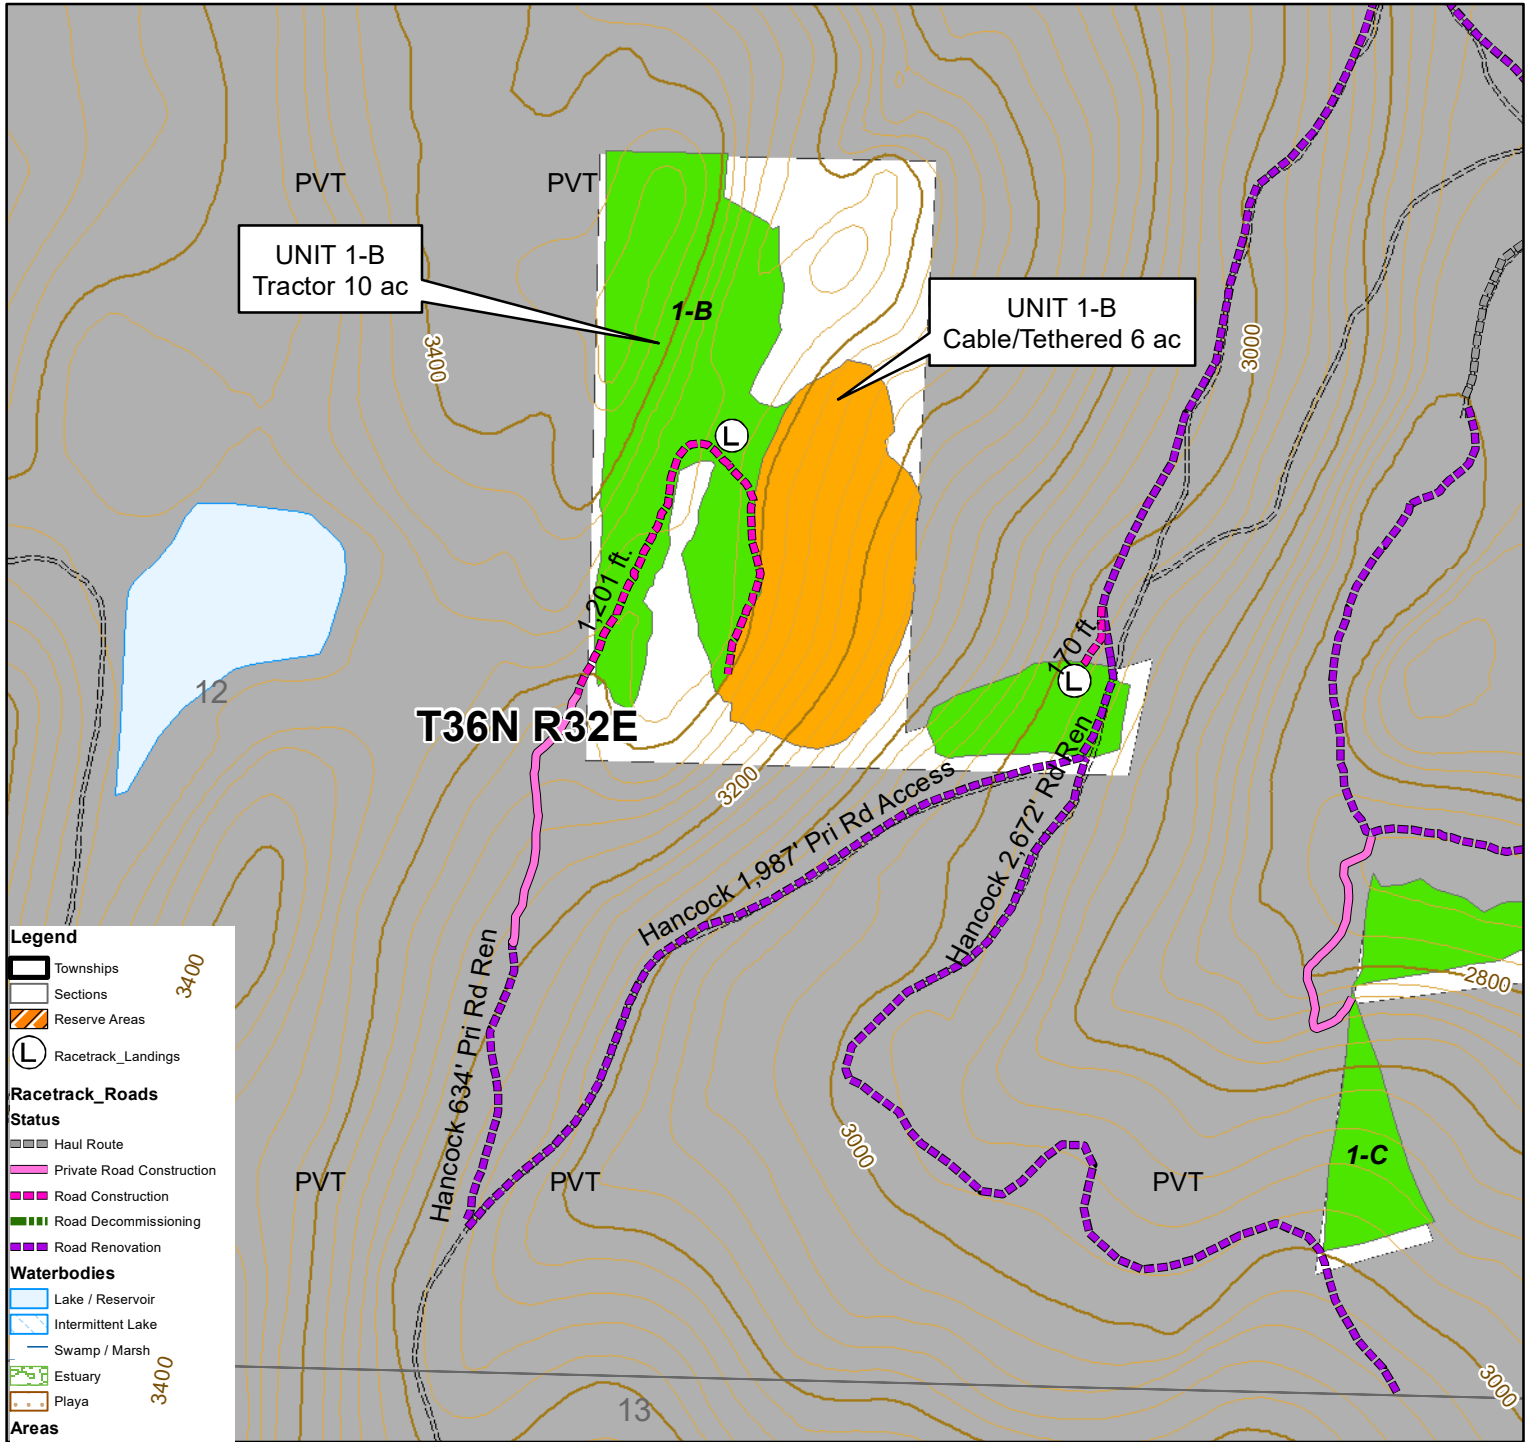 PVT
PVT
UNIT 1-B
Tractor 10 ac
1-B
UNIT 1-B
Cable/Tethered 6 ac
3400
3000
L
1,201 ft.
170 ft.
L
12
T36N R32E
3200
Hancock 1,987' Pri Rd Access
Hancock 2,672' Rd Ren
Hancock 634' Pri Rd Ren
2800
3000
1-C
PVT
PVT
PVT
3000
13
Legend
Townships
3400
Sections
Reserve Areas
L
Racetrack_Landings
Racetrack_Roads
Status
Haul Route
Private Road Construction
Road Construction
Road Decommissioning
Road Renovation
Waterbodies
Lake / Reservoir
Intermittent Lake
Swamp / Marsh
3400
Estuary
Playa
Areas